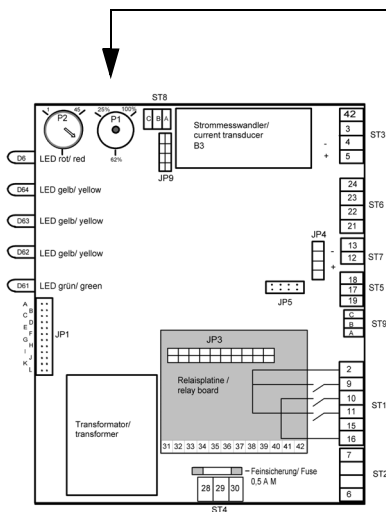 ST8
1 45
P2
25% 100%
P1
62%
C B A
JP9
Strommesswandler/
current transducer
B3
42
3
4
5
-
+
ST3
D6
LED rot/ red
D64
LED gelb/ yellow
D63
LED gelb/ yellow
D62
LED gelb/ yellow
D61
LED grün/ green
24
23
22
21
ST6
JP4
-
+
13
12
ST7
18
17
19
ST5
JP5
C
B
A
ST9
A
B
C
D
E
F
G
H
I
J
K
L
JP1
JP3
Relaisplatine /
relay board
31 32 33 34 35 36 37 38 39 40 41 42
2
9
10
11
15
16
ST1
Transformator/
transformer
Feinsicherung/ Fuse
0,5 A M
28 29 30
ST4
7
6
ST2